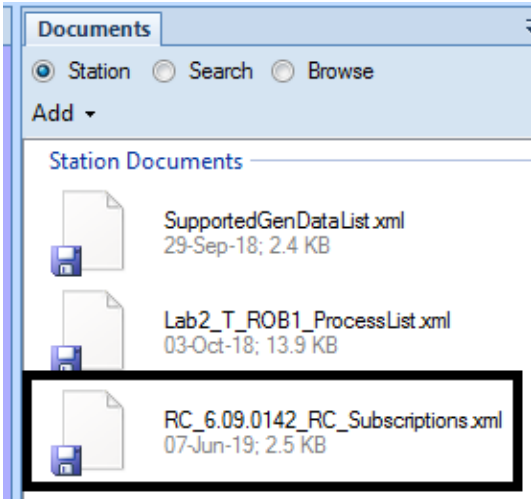 Documents
Station Search Browse
Add
Station Documents
SupportedGenDataList.xml
29-Sep-18; 2.4 KB
Lab2_T_ROB1_ProcessList.xml
03-Oct-18; 13.9 KB
RC_6.09.0142_RC_Subscriptions.xml
07-Jun-19; 2.5 KB